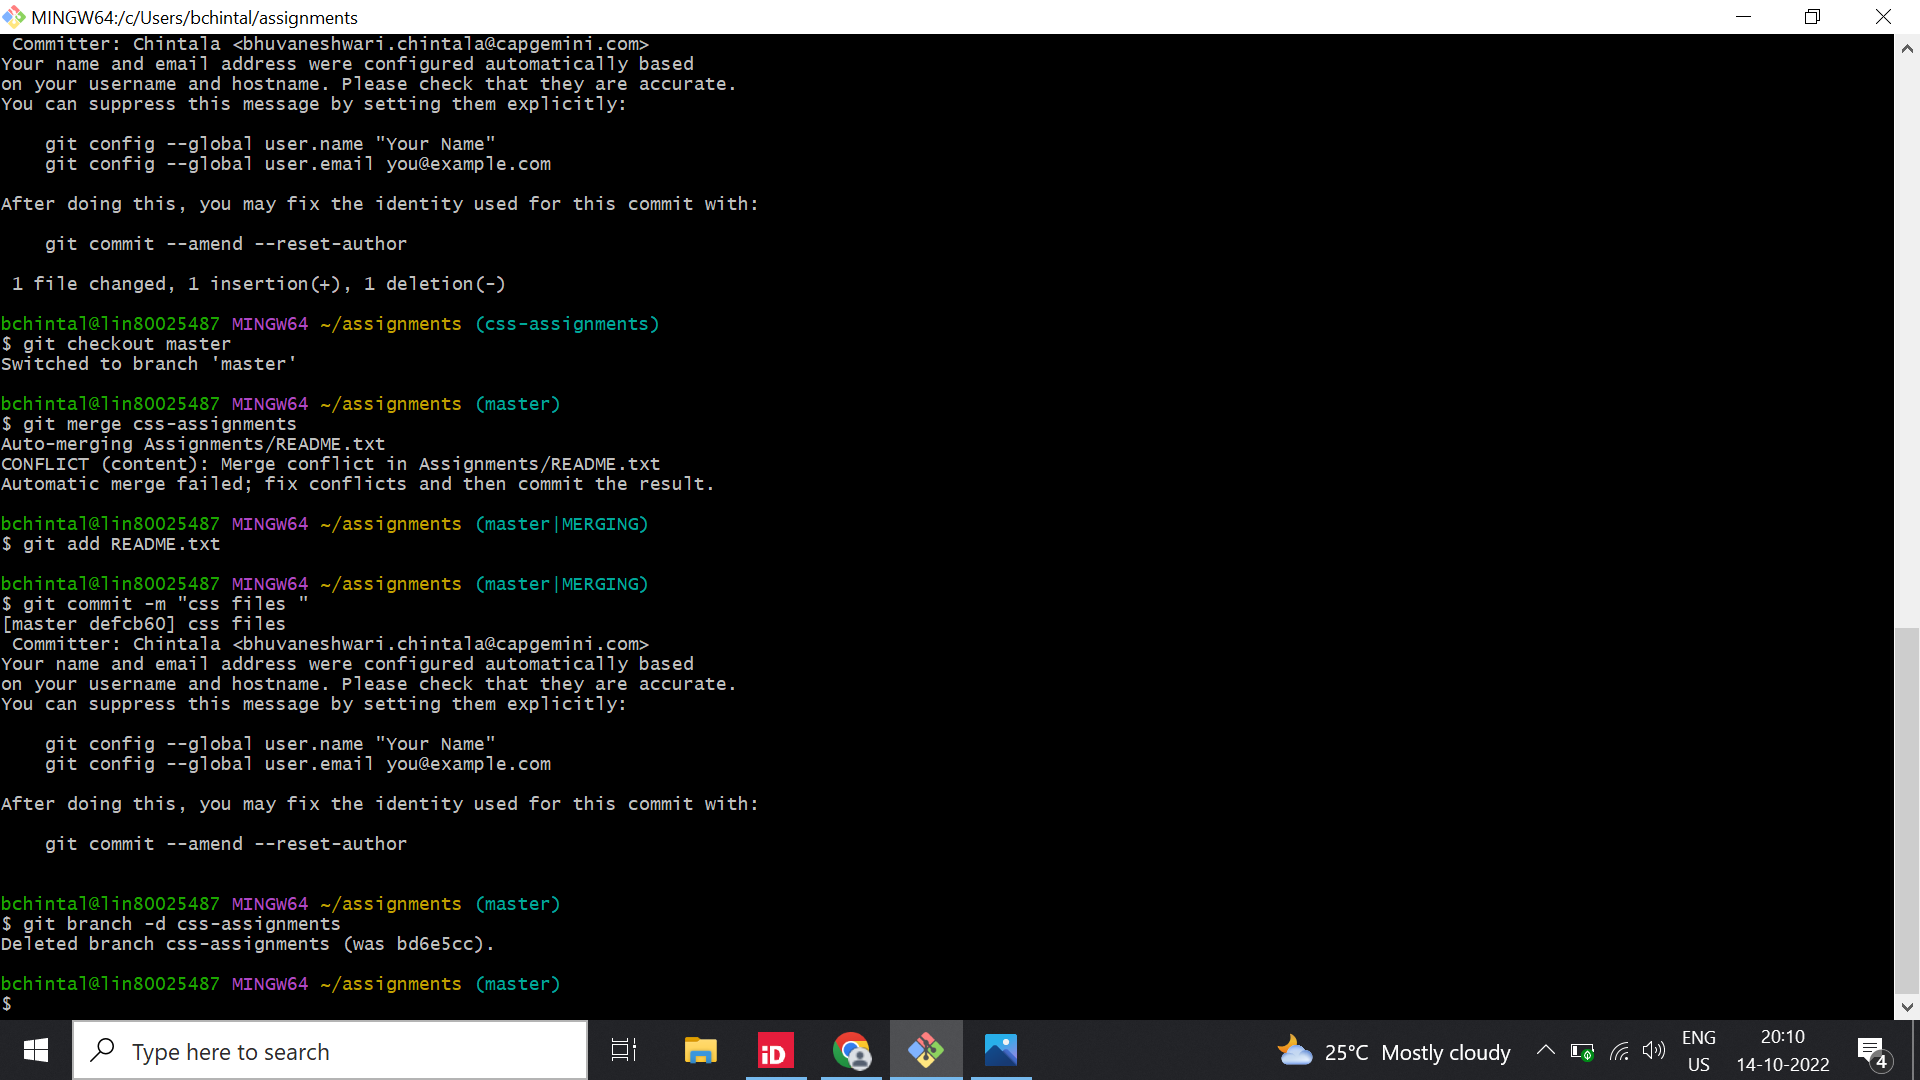 MINGW64:/c/Users/bchintal/assignments
 Committer: Chintala <bhuvaneshwari.chintala@capgemini.com>
Your name and email address were configured automatically based
on your username and hostname. Please check that they are accurate.
You can suppress this message by setting them explicitly:
    git config --global user.name "Your Name"
    git config --global user.email you@example.com
After doing this, you may fix the identity used for this commit with:
    git commit --amend --reset-author
 1 file changed, 1 insertion(+), 1 deletion(-)
bchintal@lin80025487 MINGW64 ~/assignments (css-assignments)
$ git checkout master
Switched to branch 'master'
bchintal@lin80025487 MINGW64 ~/assignments (master)
$ git merge css-assignments
Auto-merging Assignments/README.txt
CONFLICT (content): Merge conflict in Assignments/README.txt
Automatic merge failed; fix conflicts and then commit the result.
bchintal@lin80025487 MINGW64 ~/assignments (master|MERGING)
$ git add README.txt
bchintal@lin80025487 MINGW64 ~/assignments (master|MERGING)
$ git commit -m "css files "
[master defcb60] css files
 Committer: Chintala <bhuvaneshwari.chintala@capgemini.com>
Your name and email address were configured automatically based
on your username and hostname. Please check that they are accurate.
You can suppress this message by setting them explicitly:
    git config --global user.name "Your Name"
    git config --global user.email you@example.com
After doing this, you may fix the identity used for this commit with:
    git commit --amend --reset-author
bchintal@lin80025487 MINGW64 ~/assignments (master)
$ git branch -d css-assignments
Deleted branch css-assignments (was bd6e5cc).
bchintal@lin80025487 MINGW64 ~/assignments (master)
$
Type here to search
iD
25°C Mostly cloudy
ENG
US
20:10
14-10-2022
4